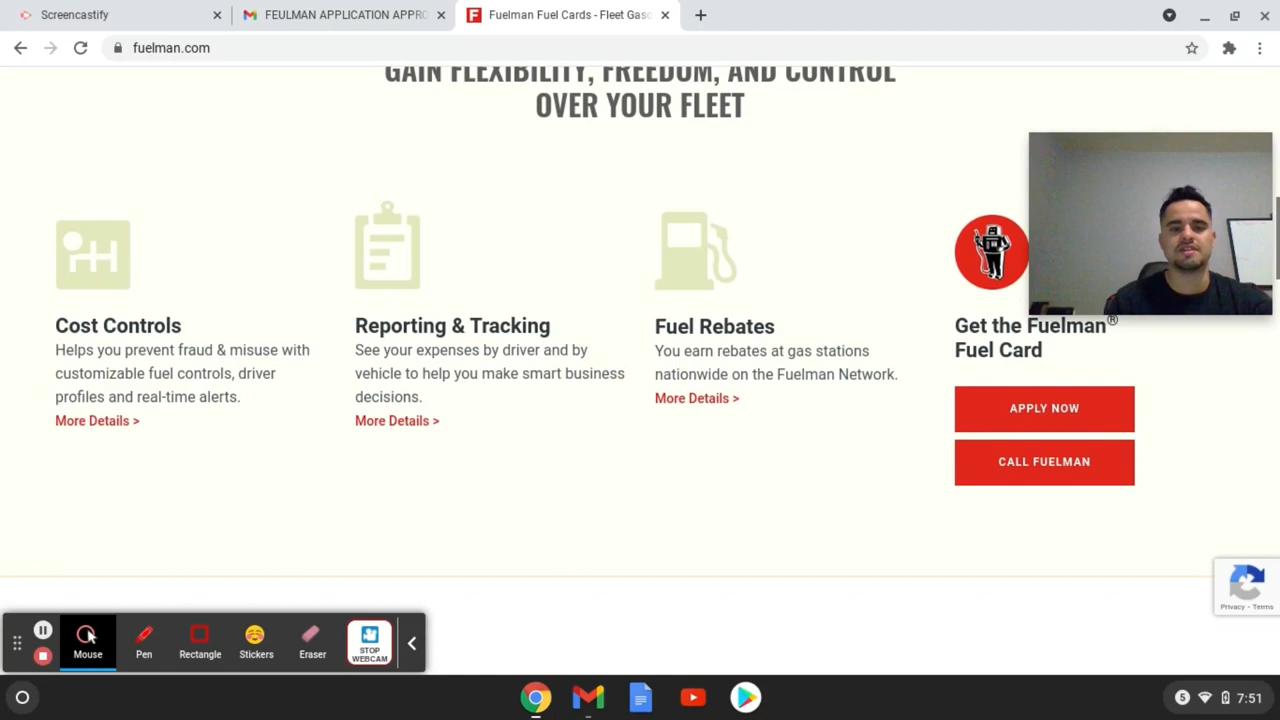 Screencastify
FEULMAN APPLICATION APPRO
Fuelman Fuel Cards - Fleet Gaso
fuelman.com
GAIN FLEXIBILITY, FREEDOM, AND CONTROL
OVER YOUR FLEET
Cost Controls
Helps you prevent fraud & misuse with
customizable fuel controls, driver
profiles and real-time alerts.
More Details >
Reporting & Tracking
See your expenses by driver and by
vehicle to help you make smart business
decisions.
More Details >
Fuel Rebates
You earn rebates at gas stations
nationwide on the Fuelman Network.
More Details >
Get the Fuelman®
Fuel Card
APPLY NOW
CALL FUELMAN
Privacy - Terms
Mouse
Pen
Rectangle
Stickers
Eraser
STOP
WEBCAM
5
7:51